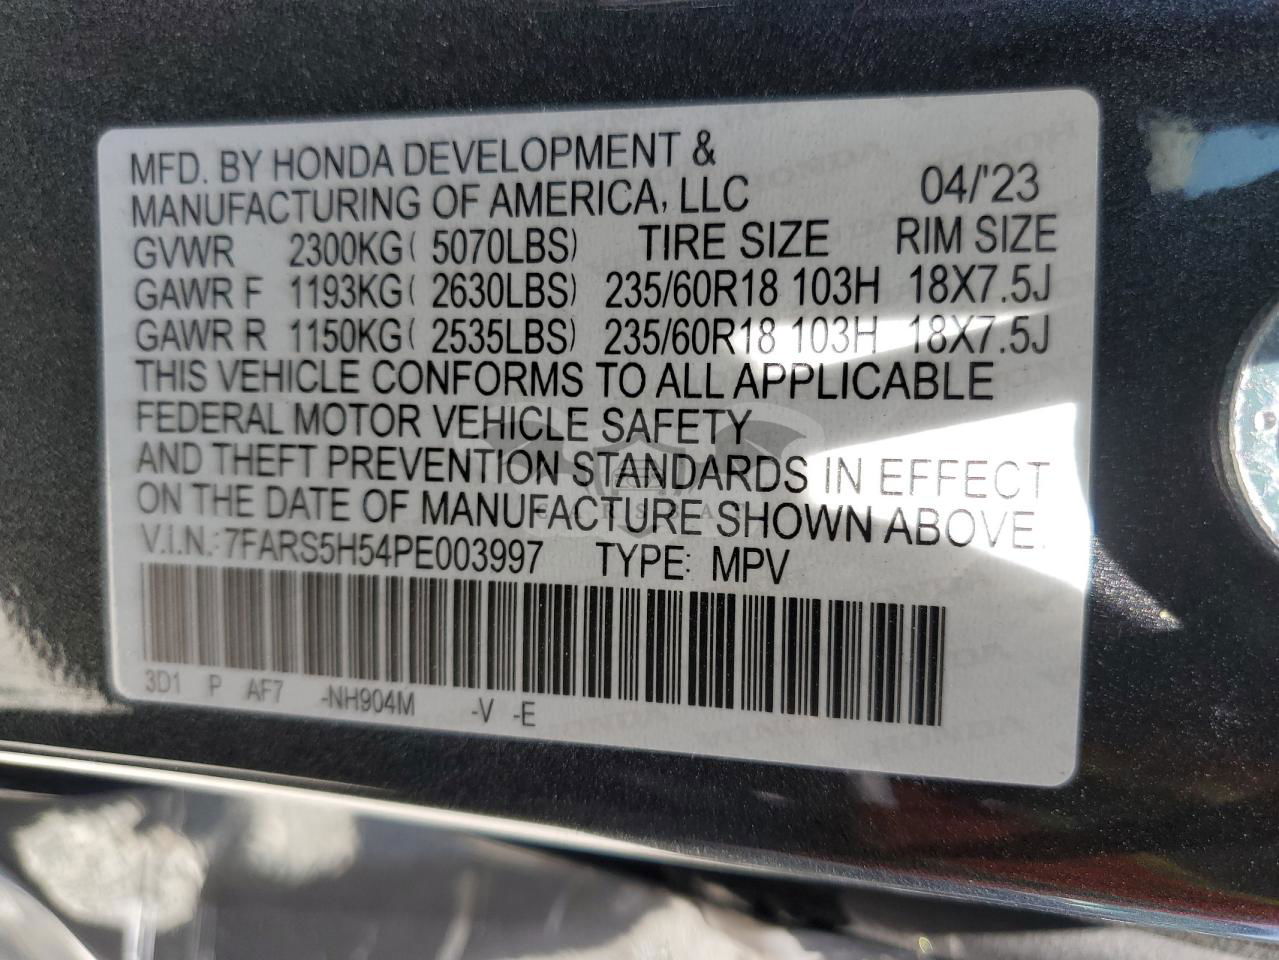 MFD. BY HONDA DEVELOPMENT &
MANUFACTURING OF AMERICA, LLC 04/'23
GVWR 2300KG( 5070LBS) TIRE SIZE RIM SIZE
GAWR F 1193KG( 2630LBS) 235/60R18 103H 18X7.5J
GAWR R 1150KG( 2535LBS) 235/60R18 103H 18X7.5J
THIS VEHICLE CONFORMS TO ALL APPLICABLE
FEDERAL MOTOR VEHICLE SAFETY
AND THEFT PREVENTION STANDARDS IN EFFECT
ON THE DATE OF MANUFACTURE SHOWN ABOVE.
V.I.N.: 7FARS5H54PE003997 TYPE: MPV
3D1 P AF7 -NH904M -V -E